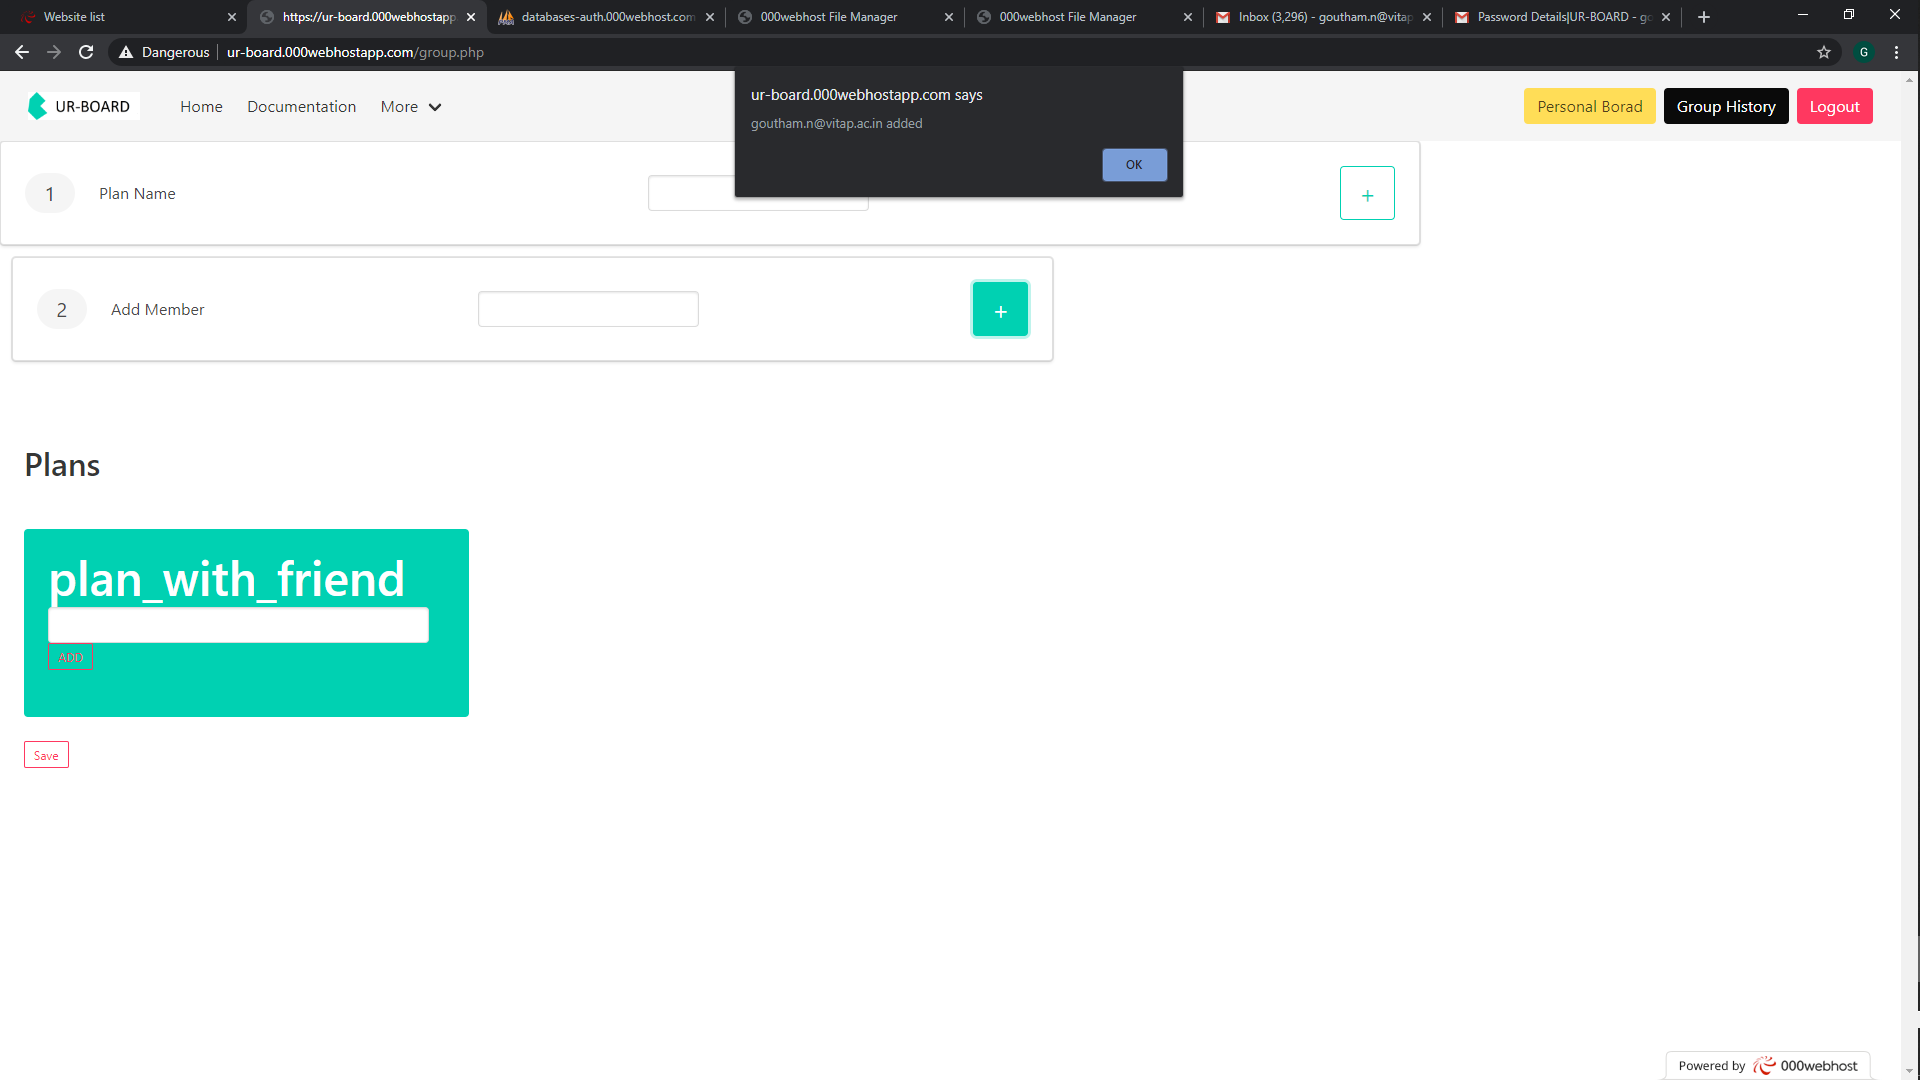 Website list
https://ur-board.000webhostapp
databases-auth.000webhost.com
000webhost File Manager
000webhost File Manager
Inbox (3,296) - goutham.n@vitap
Password Details|UR-BOARD - go
Dangerous
ur-board.000webhostapp.com/group.php
G
UR-BOARD
Home
Documentation
More
ur-board.000webhostapp.com says
goutham.n@vitap.ac.in added
OK
Personal Borad
Group History
Logout
1
Plan Name
+
2
Add Member
+
Plans
plan_with_friend
ADD
Save
Powered by 000webhost